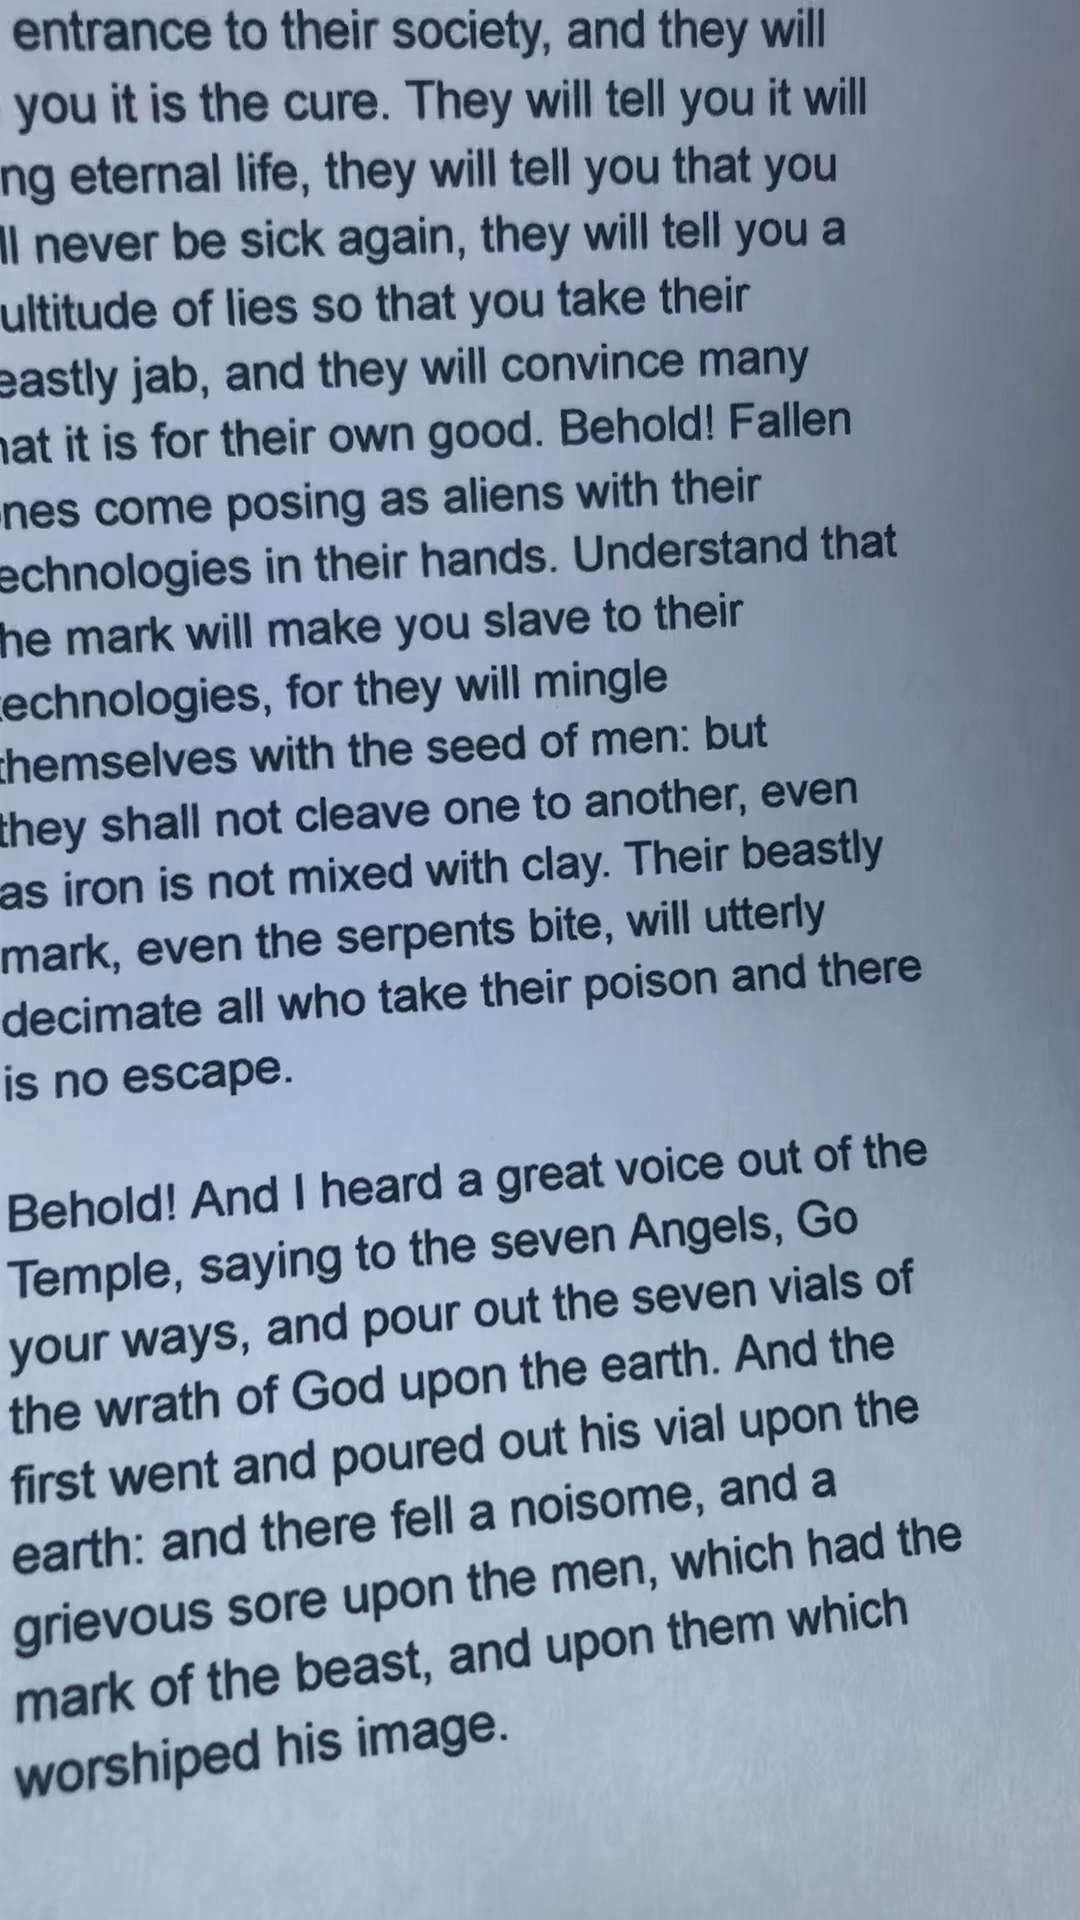 entrance to their society, and they will
you it is the cure. They will tell you it will
ng eternal life, they will tell you that you
ll never be sick again, they will tell you a
ultitude of lies so that you take their
eastly jab, and they will convince many
hat it is for their own good. Behold! Fallen
nes come posing as aliens with their
echnologies in their hands. Understand that
he mark will make you slave to their
technologies, for they will mingle
themselves with the seed of men: but
they shall not cleave one to another, even
as iron is not mixed with clay. Their beastly
mark, even the serpents bite, will utterly
decimate all who take their poison and there
is no escape.
Behold! And I heard a great voice out of the
Temple, saying to the seven Angels, Go
your ways, and pour out the seven vials of
the wrath of God upon the earth. And the
first went and poured out his vial upon the
earth: and there fell a noisome, and a
grievous sore upon the men, which had the
mark of the beast, and upon them which
worshiped his image.